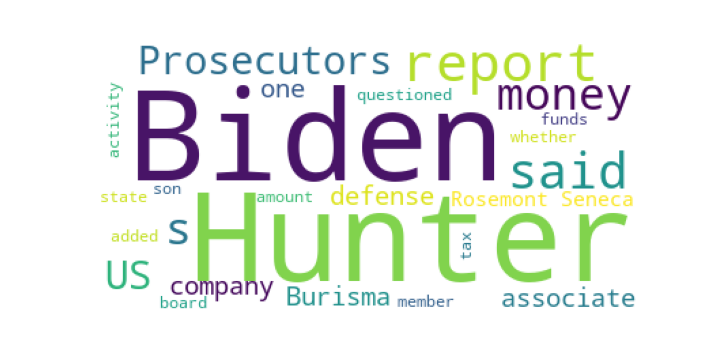 Prosecutors report
one money
activity questioned
Biden funds
whether
said
son
state amount defense Rosemont Seneca
s Hunter
added
tax
US company
Burisma associate
board member